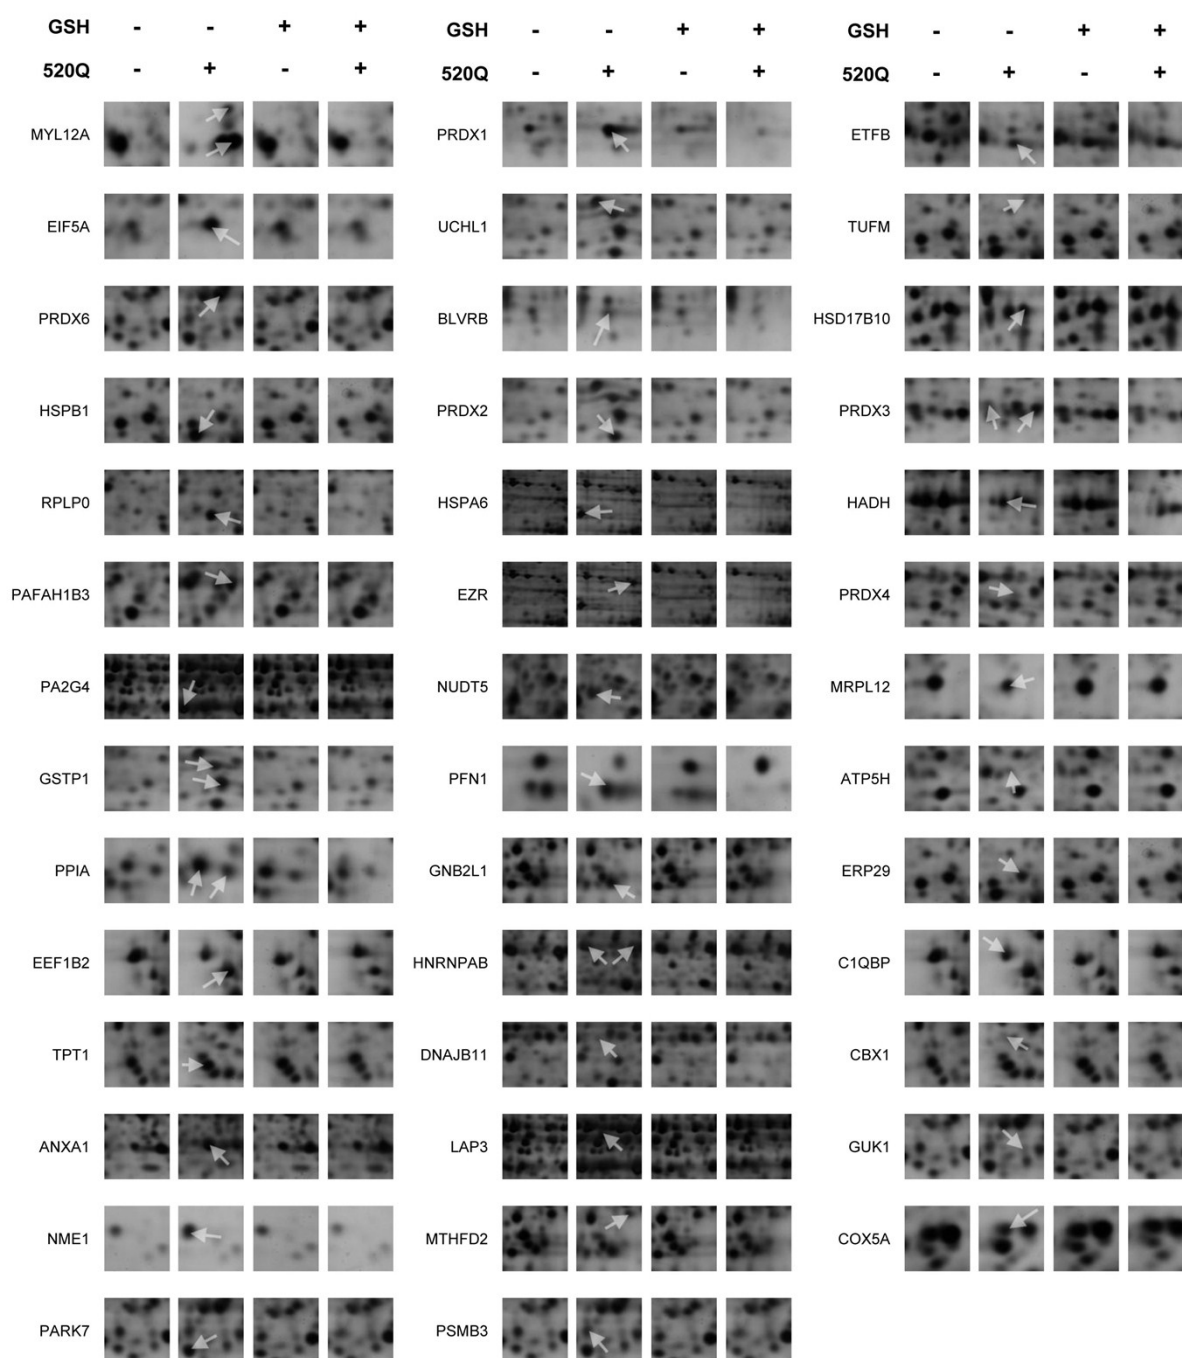 GSH - - + +
520Q - + - +
MYL12A
EIF5A
PRDX6
HSPB1
RPLP0
PAFAH1B3
PA2G4
GSTP1
PPIA
EEF1B2
TPT1
ANXA1
NME1
PARK7
GSH - - + +
520Q - + - +
PRDX1
UCHL1
BLVRB
PRDX2
HSPA6
EZR
NUDT5
PFN1
GNB2L1
HNRNPAB
DNAJB11
LAP3
MTHFD2
PSMB3
GSH - - + +
520Q - + - +
ETFB
TUFM
HSD17B10
PRDX3
HADH
PRDX4
MRPL12
ATP5H
ERP29
C1QBP
CBX1
GUK1
COX5A